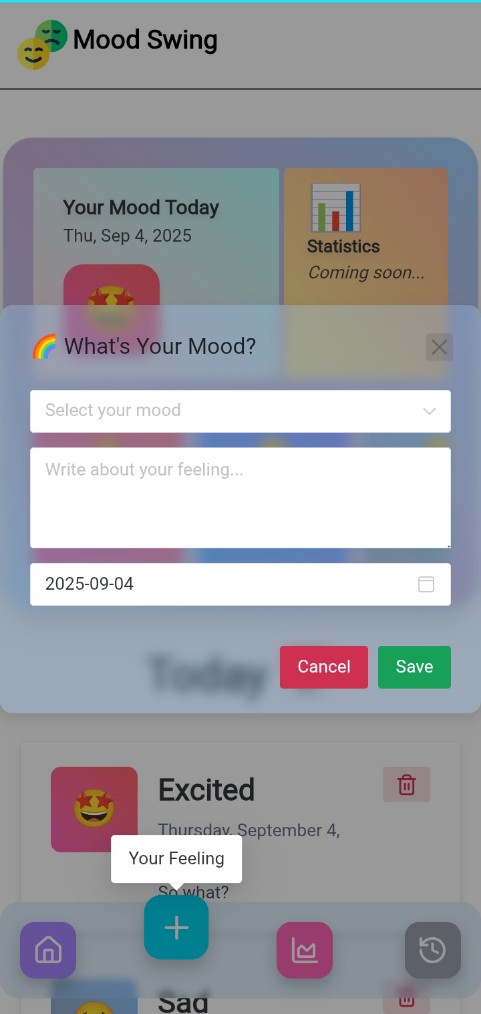 Mood Swing
Your Mood Today
Thu, Sep 4, 2025
Statistics
Coming soon...
What's Your Mood?
Select your mood
Write about your feeling...
2025-09-04
Today
Cancel
Save
Excited
Thursday, September 4,
Your Feeling
So what?
Sad